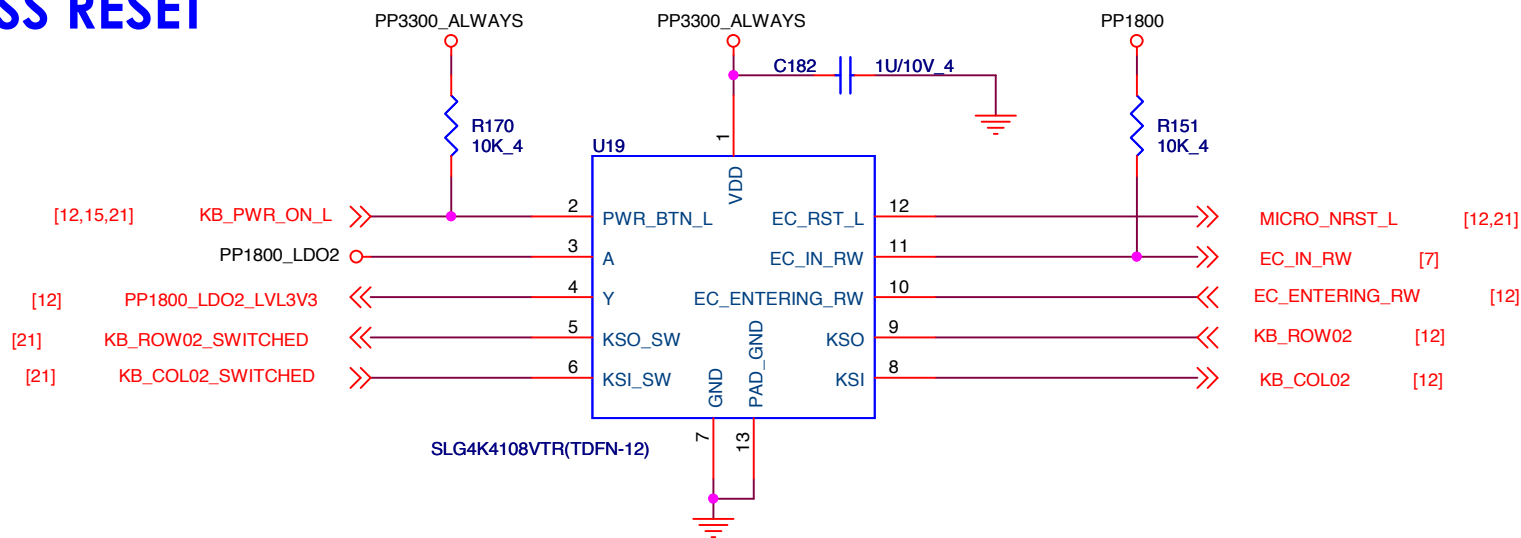 SS RESET
PP3300_ALWAYS
PP3300_ALWAYS
PP1800
C182
1U/10V_4
R170
10K_4
R151
10K_4
U19
1
VDD
[12,15,21] KB_PWR_ON_L
2
PWR_BTN_L
EC_RST_L
12
MICRO_NRST_L [12,21]
PP1800_LDO2
3
A
EC_IN_RW
11
EC_IN_RW [7]
[12] PP1800_LDO2_LVL3V3
4
Y
EC_ENTERING_RW
10
EC_ENTERING_RW [12]
[21] KB_ROW02_SWITCHED
5
KSO_SW
KSO
9
KB_ROW02 [12]
[21] KB_COL02_SWITCHED
6
KSI_SW
KSI
8
KB_COL02 [12]
GND
PAD_GND
7
13
SLG4K4108VTR(TDFN-12)